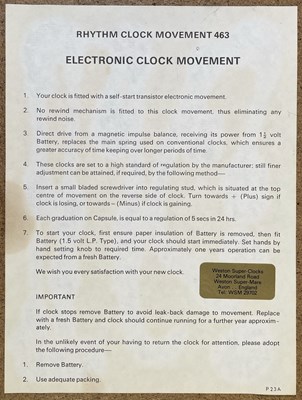 RHYTHM CLOCK MOVEMENT 463
ELECTRONIC CLOCK MOVEMENT
1. Your clock is fitted with a self-start transistor electronic movement.
2. No rewind mechanism is fitted to this clock movement, thus eliminating any
rewind noise.
3. Direct drive from a magnetic impulse balance, receiving its power from 1½ volt
Battery, replaces the main spring used on conventional clocks, which ensures a
greater accuracy of time keeping over longer periods of time.
4. These clocks are set to a high standard of regulation by the manufacturer: still finer
adjustment can be attained, if required, by the following method—
5. Insert a small bladed screwdriver into regulating stud, which is situated at the top
centre of movement on the reverse side of clock. Turn towards + (Plus) sign if
clock is losing, or towards – (Minus) if clock is gaining.
6. Each graduation on Capsule, is equal to a regulation of 5 secs in 24 hrs.
7. To start your clock, first ensure paper insulation of Battery is removed, then fit
Battery (1.5 volt L.P. Type), and your clock should start immediately. Set hands by
hand setting knob to required time. Approximately one years operation can be
expected from a fresh Battery.
We wish you every satisfaction with your new clock.
Weston Super Clocks
24 Moorland Road
Weston-Super-Mare.
Avon . . England
Tel: WSM 29702
IMPORTANT
If clock stops remove Battery to avoid leak-back damage to movement. Replace
with a fresh Battery and clock should continue running for a further year approxim-
ately.
In the unlikely event of your having to return the clock for attention, please adopt
the following procedure—
1. Remove Battery.
2. Use adequate packing.
P 23A